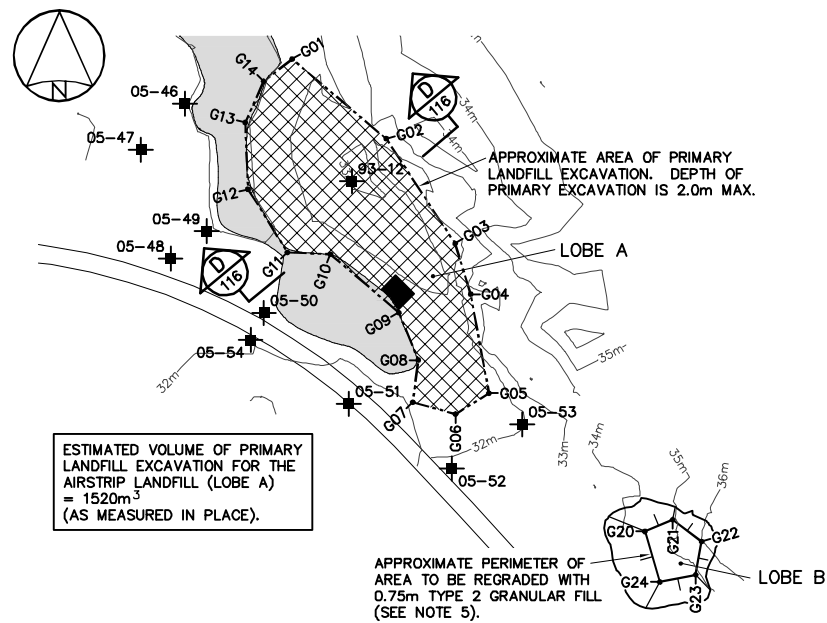 N
G01
G14
05-46
D
116
34m
G13
G02
34m
05-47
93-12
APPROXIMATE AREA OF PRIMARY
LANDFILL EXCAVATION.  DEPTH OF
PRIMARY EXCAVATION IS 2.0m MAX.
G12
05-49
G03
LOBE A
05-48
D
116
G11
G10
G04
05-50
G09
05-54
G08
35m
32m
05-51
G07
G05
05-53
G06
32m
33m
34m
05-52
ESTIMATED VOLUME OF PRIMARY
LANDFILL EXCAVATION FOR THE
AIRSTRIP LANDFILL (LOBE A)
= 1520m³
(AS MEASURED IN PLACE).
35m
36m
G20
G21
G22
APPROXIMATE PERIMETER OF
AREA TO BE REGRADED WITH
0.75m TYPE 2 GRANULAR FILL
(SEE NOTE 5).
G24
G23
LOBE B